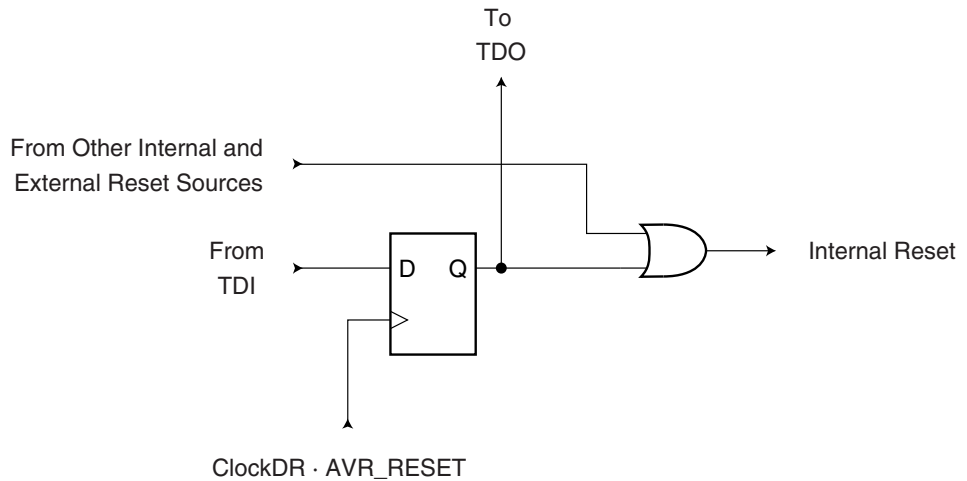 To
TDO
From Other Internal and
External Reset Sources
From
TDI
D Q
Internal Reset
ClockDR · AVR_RESET